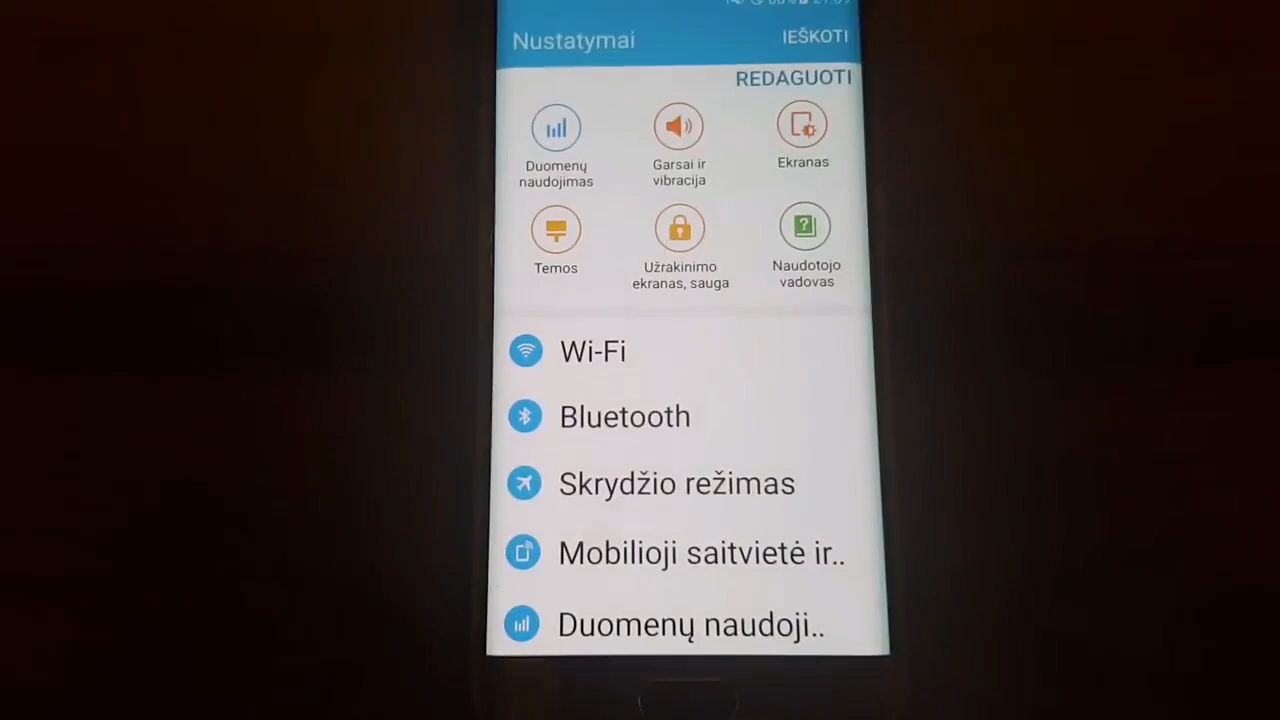 Nustatymai IEŠKOTI
REDAGUOTI
Duomenų
naudojimas
Garsai ir
vibracija
Ekranas
Temos
Užrakinimo
ekranas, sauga
Naudotojo
vadovas
Wi-Fi
Bluetooth
Skrydžio režimas
Mobilioji saitvietė ir..
Duomenų naudoji..